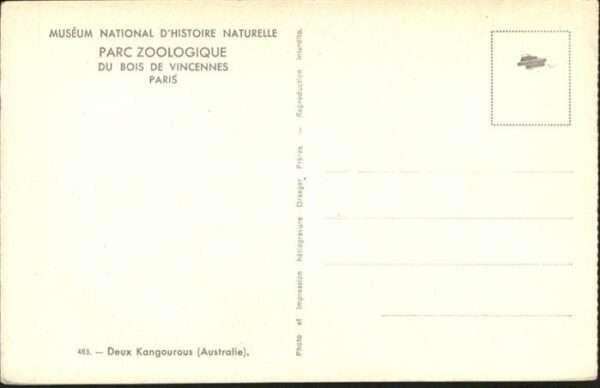 MUSÉUM NATIONAL D'HISTOIRE NATURELLE
PARC ZOOLOGIQUE
DU BOIS DE VINCENNES
PARIS
Photo et Impression héliogravure Draeger Frères. — Reproduction interdite.
483. — Deux Kangourous (Australie).